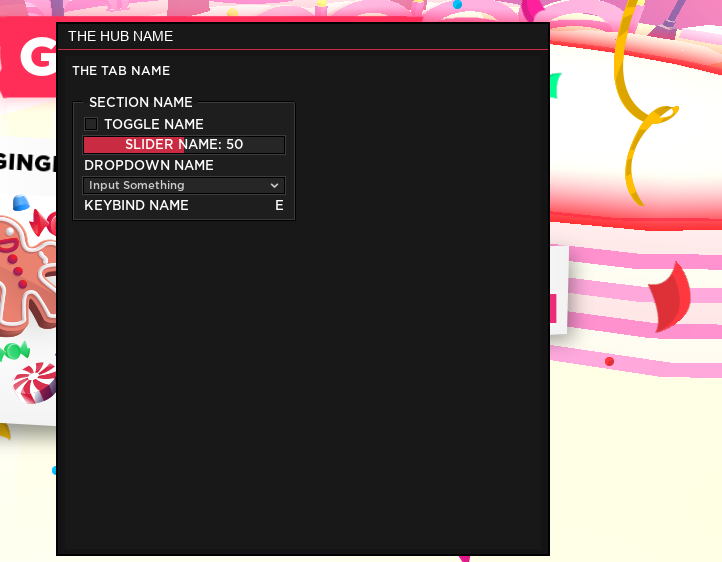 THE HUB NAME
THE TAB NAME
SECTION NAME
TOGGLE NAME
SLIDER NAME: 50
DROPDOWN NAME
Input Something
KEYBIND NAME E
G
GING